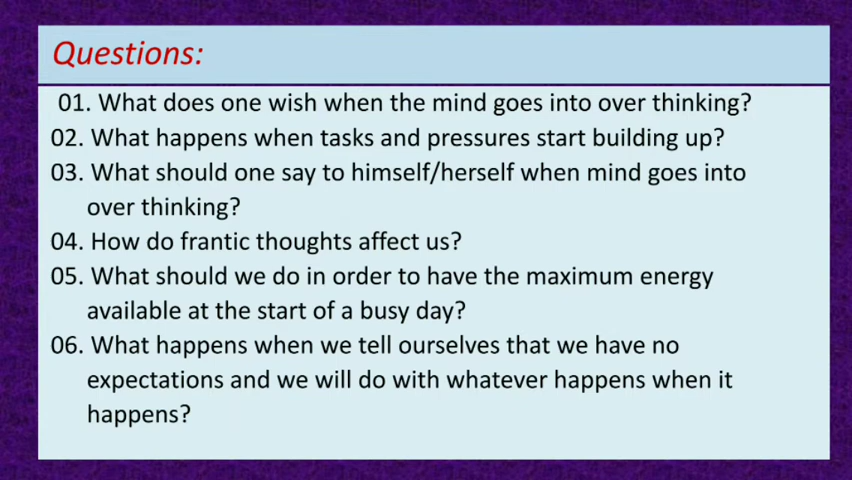 Questions:
01. What does one wish when the mind goes into over thinking?
02. What happens when tasks and pressures start building up?
03. What should one say to himself/herself when mind goes into
over thinking?
04. How do frantic thoughts affect us?
05. What should we do in order to have the maximum energy
available at the start of a busy day?
06. What happens when we tell ourselves that we have no
expectations and we will do with whatever happens when it
happens?